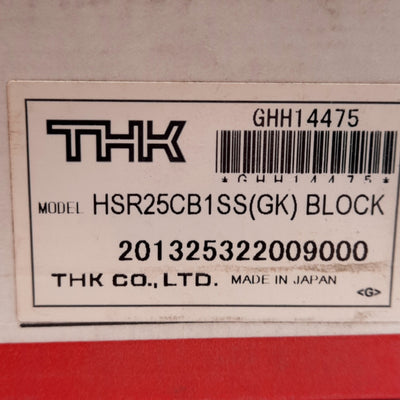 THK
GHH14475
*GHH14475*
MODEL HSR25CB1SS(GK) BLOCK
201325322009000
THK CO., LTD. MADE IN JAPAN
<G>